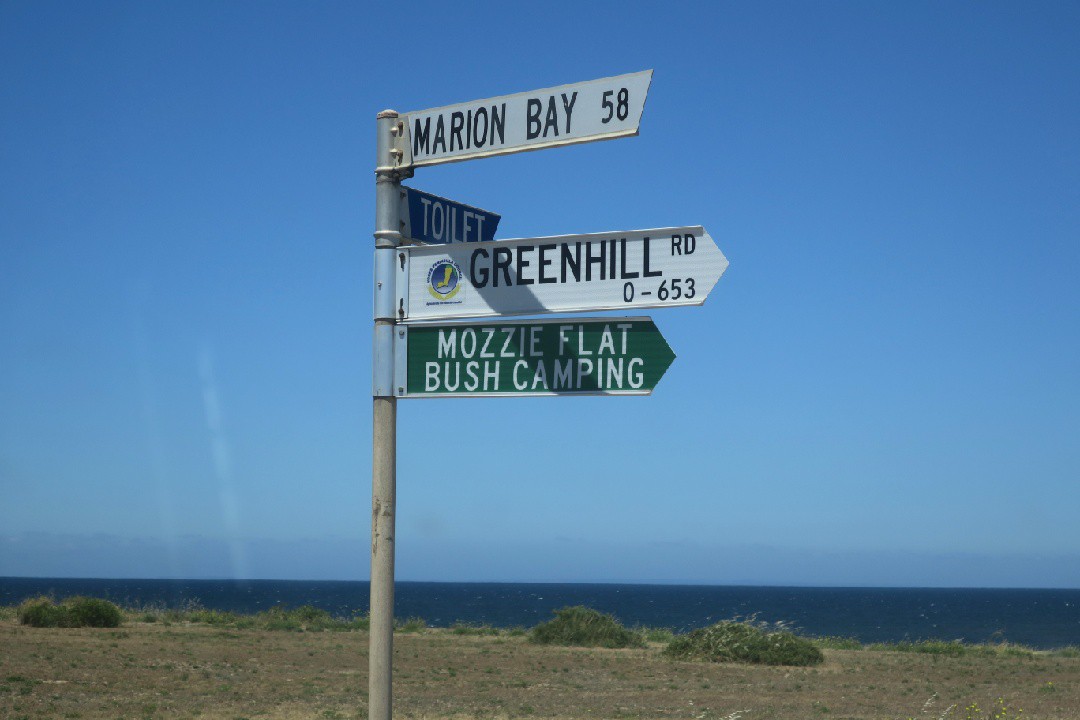 MARION BAY 58
TOILET
GREENHILL RD
0-653
MOZZIE FLAT
BUSH CAMPING